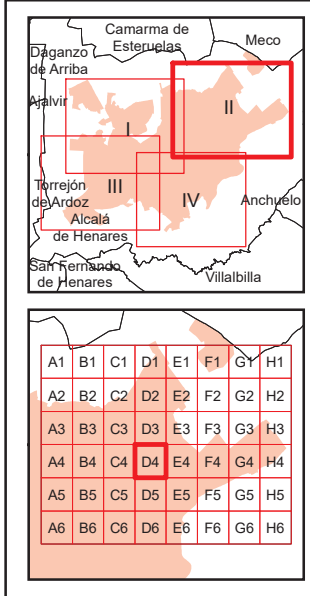 Camarma de
Esteruelas
Meco
Daganzo
de Arriba
Ajalvir
I
II
Torrejón
de Ardoz
III
IV
Anchuelo
Alcalá
de Henares
San Fernando
de Henares
Villalbilla
A1 B1 C1 D1 E1 F1 G1 H1
A2 B2 C2 D2 E2 F2 G2 H2
A3 B3 C3 D3 E3 F3 G3 H3
A4 B4 C4 D4 E4 F4 G4 H4
A5 B5 C5 D5 E5 F5 G5 H5
A6 B6 C6 D6 E6 F6 G6 H6